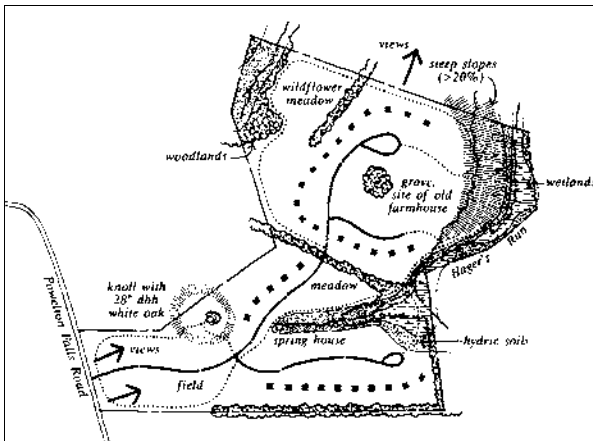 views
steep slopes
(>20%)
wildflower
meadow
woodlands
wetlands
grove,
site of old
farmhouse
Hager's Run
knoll with
28" dbh
white oak
meadow
Powelton Falls Road
views
spring house
hydric soils
field